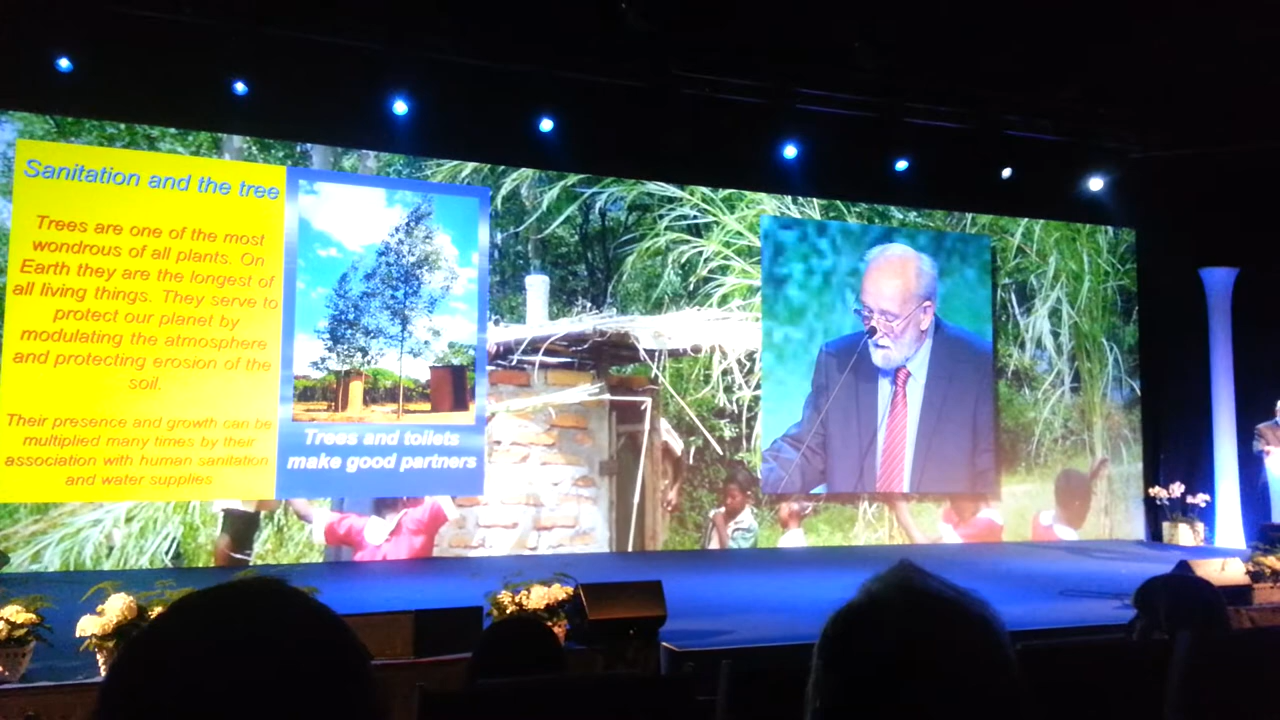 Sanitation and the tree
Trees are one of the most
wondrous of all plants. On
Earth they are the longest of
all living things. They serve to
protect our planet by
modulating the atmosphere
and protecting erosion of the
soil.
Their presence and growth can be
multiplied many times by their
association with human sanitation
and water supplies
Trees and toilets
make good partners